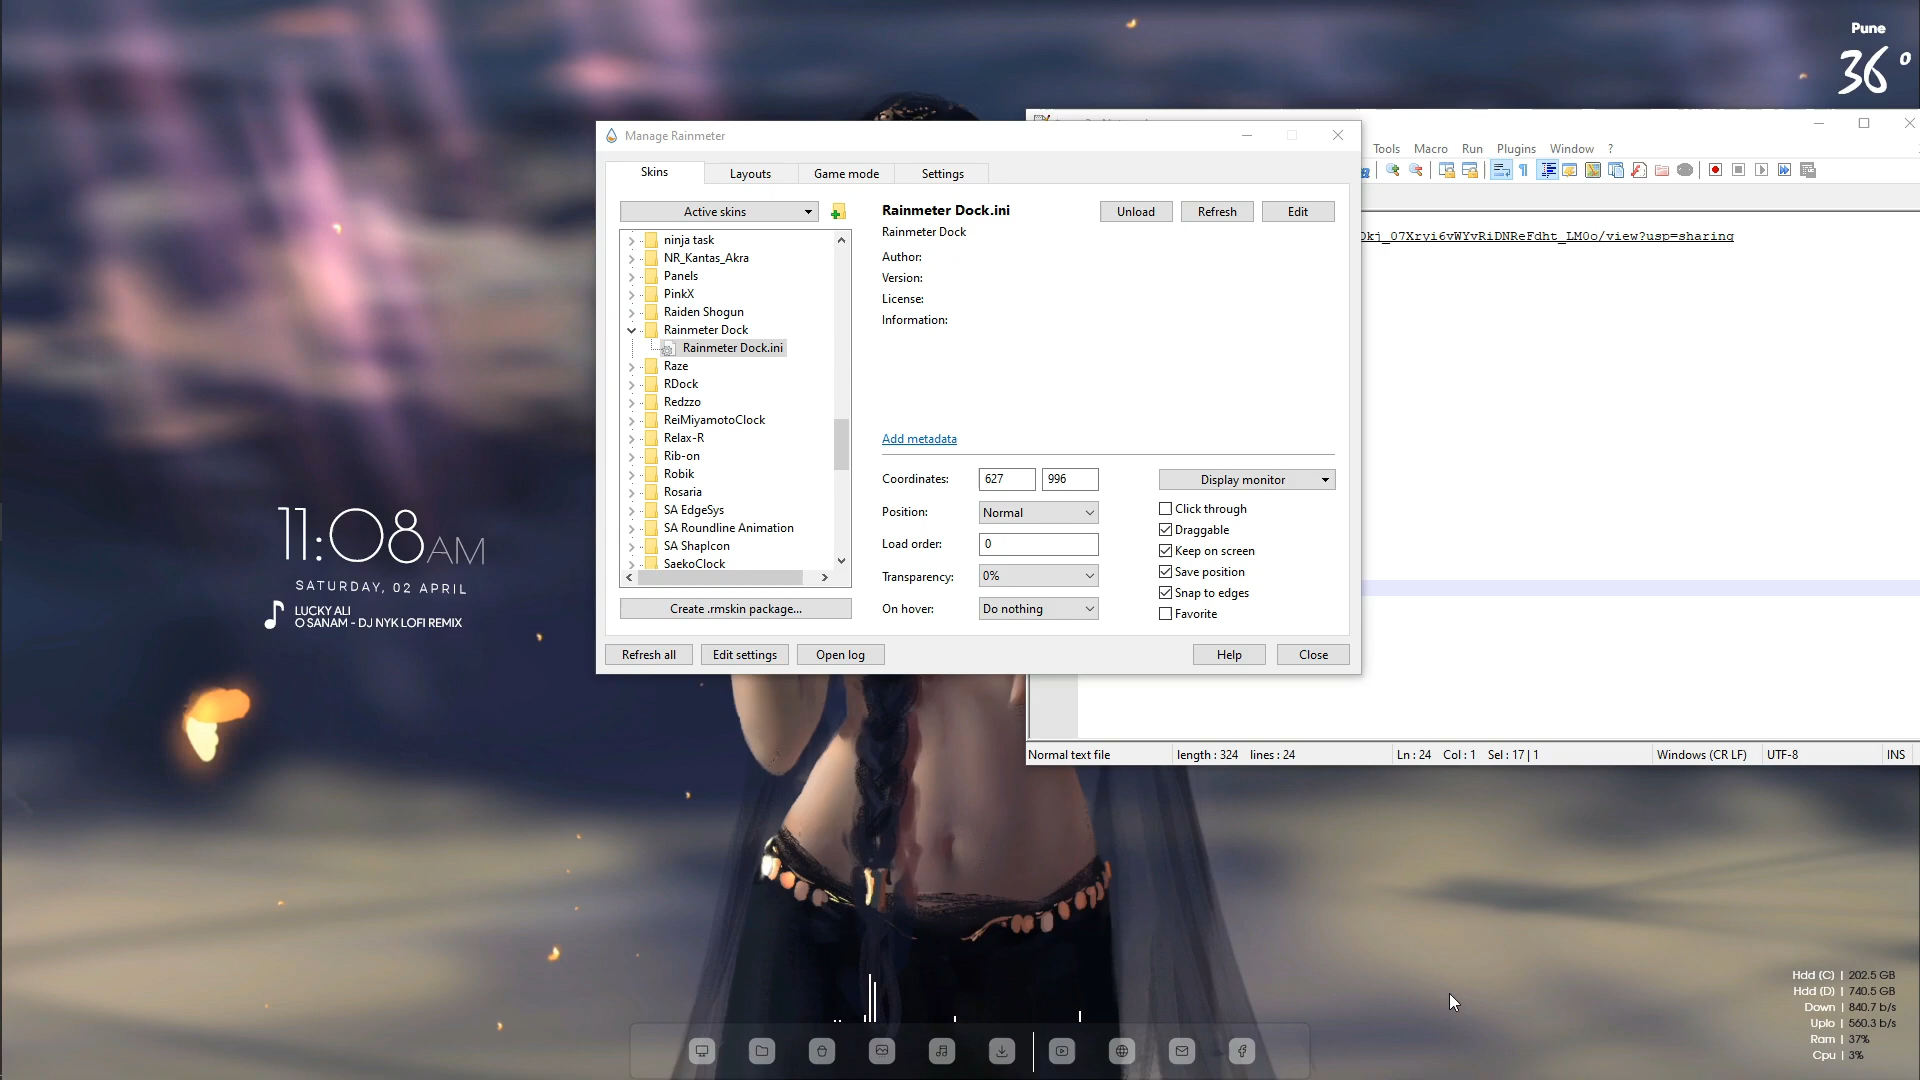 Pune
36°
Manage Rainmeter
Tools Macro Run Plugins Window ?
Skins Layouts Game mode Settings
Active skins
Rainmeter Dock.ini
Unload Refresh Edit
Rainmeter Dock
Author:
Version:
License:
Information:
ninja task
NR_Kantas_Akra
Panels
PinkX
Raiden Shogun
Rainmeter Dock
Rainmeter Dock.ini
Raze
RDock
Redzzo
ReiMiyamotoClock
Relax-R
Rib-on
Robik
Rosaria
SA EdgeSys
SA Roundline Animation
SA ShapIcon
SaekoClock
Create .rmskin package...
Add metadata
Coordinates: 627 996
Position: Normal
Load order: 0
Transparency: 0%
On hover: Do nothing
Display monitor
Click through
Draggable
Keep on screen
Save position
Snap to edges
Favorite
Refresh all Edit settings Open log Help Close
kj_07Xryi6vWYvRiDNReFdht_LM0o/view?usp=sharing
Normal text file length : 324 lines : 24 Ln : 24 Col : 1 Sel : 17 | 1 Windows (CR LF) UTF-8 INS
11:08AM
SATURDAY, 02 APRIL
LUCKY ALI
O SANAM - DJ NYK LOFI REMIX
Hdd (C) | 202.5 GB
Hdd (D) | 740.5 GB
Down | 840.7 b/s
Uplo | 560.3 b/s
Ram | 37%
Cpu | 3%